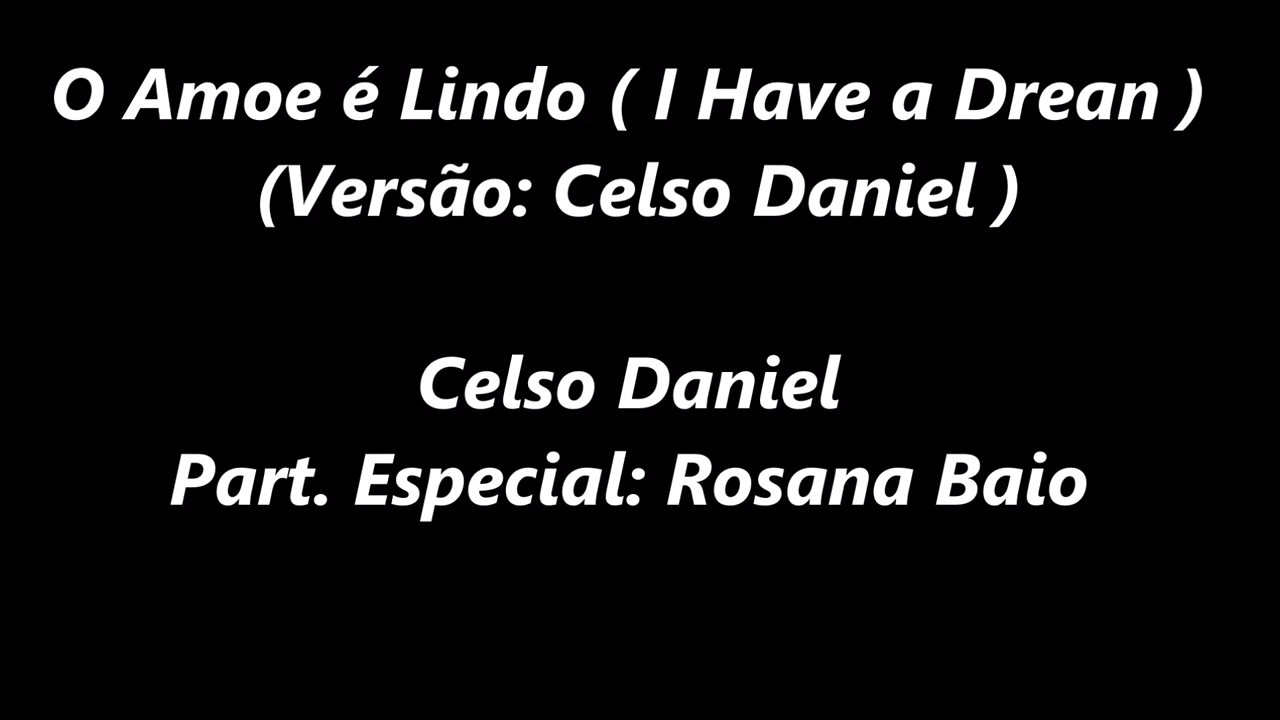 O Amoe é Lindo ( I Have a Drean )
(Versão: Celso Daniel )
Celso Daniel
Part. Especial: Rosana Baio